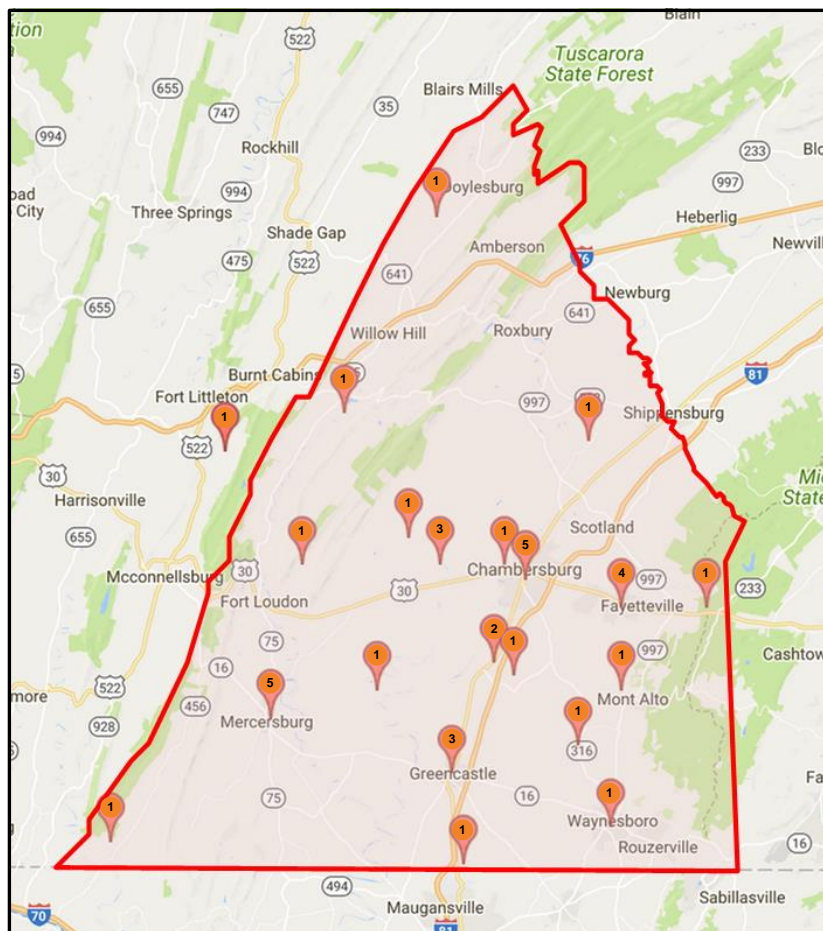 tion
Blain
522
Tuscarora
State Forest
Blairs Mills
655
747
35
994
Rockhill
233
997
Blo
oad
City
Three Springs
994
1
oylesburg
Heberlig
Shade Gap
Amberson
475
522
76
Newville
641
Newburg
655
Willow Hill
Roxbury
641
81
Burnt Cabins
1
Fort Littleton
997
1
Shippensburg
1
522
30
Harrisonville
1
Mic
State
655
1
3
1
5
Scotland
Mcconnellsburg
30
Chambersburg
4
997
1
233
Fort Loudon
30
Fayetteville
75
2
1
16
1
1
997
Cashtow
522
more
5
Mont Alto
456
Mercersburg
1
928
3
316
Greencastle
Fa
75
16
1
1
Waynesboro
1
Rouzerville
16
494
Sabillasville
70
Maugansville
81